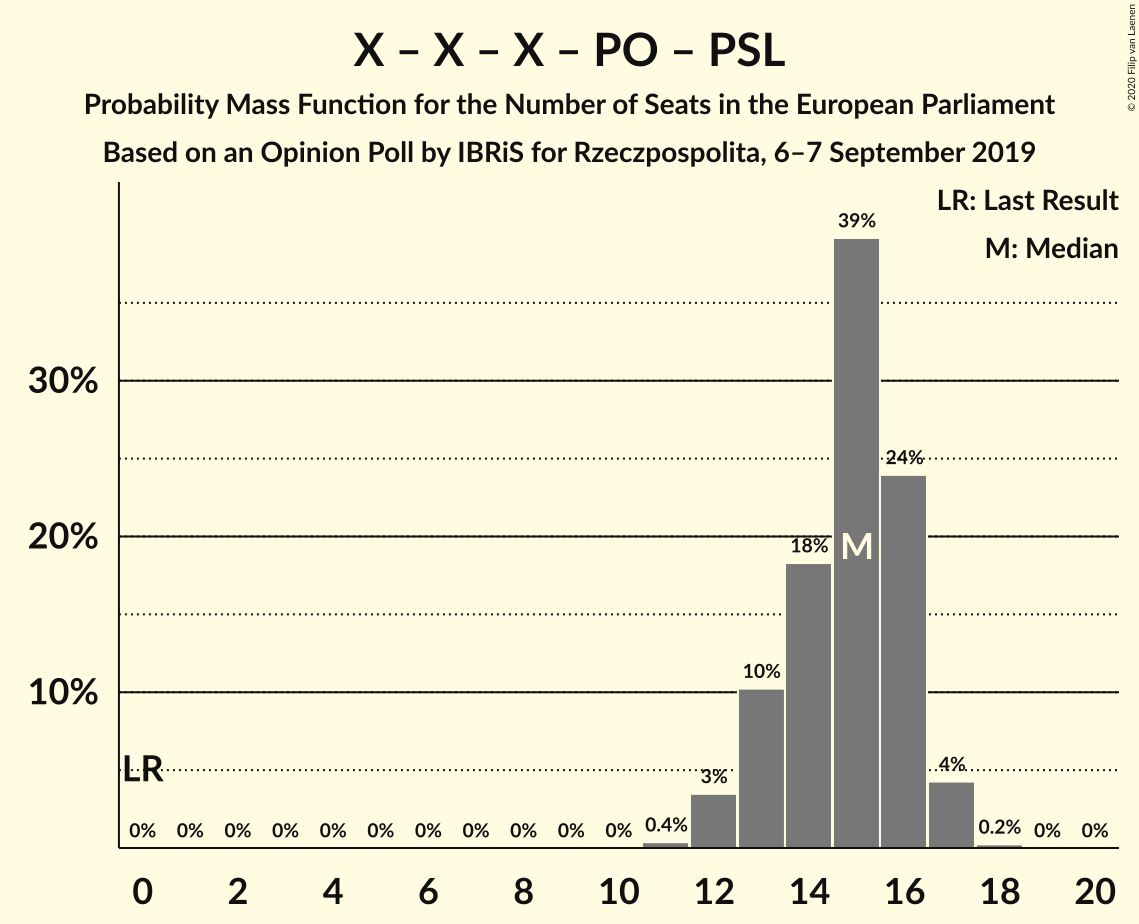 X – X – X – PO – PSL
Probability Mass Function for the Number of Seats in the European Parliament
Based on an Opinion Poll by IBRiS for Rzeczpospolita, 6–7 September 2019
© 2020 Filip van Laenen
LR: Last Result
M: Median
39%
30%
24%
20%
18%
M
10%
10%
LR
3%
4%
0% 0% 0% 0% 0% 0% 0% 0% 0% 0% 0% 0.4% 0.2% 0% 0%
0 2 4 6 8 10 12 14 16 18 20